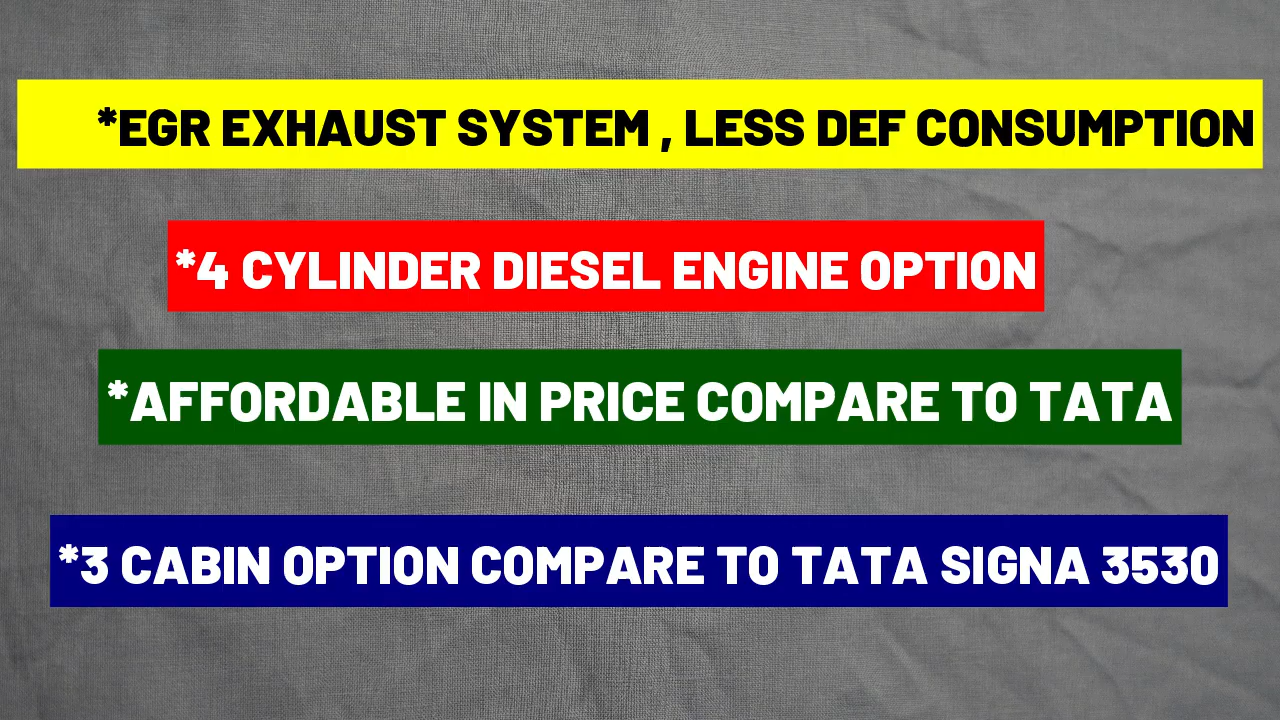 *EGR EXHAUST SYSTEM , LESS DEF CONSUMPTION
*4 CYLINDER DIESEL ENGINE OPTION
*AFFORDABLE IN PRICE COMPARE TO TATA
*3 CABIN OPTION COMPARE TO TATA SIGNA 3530